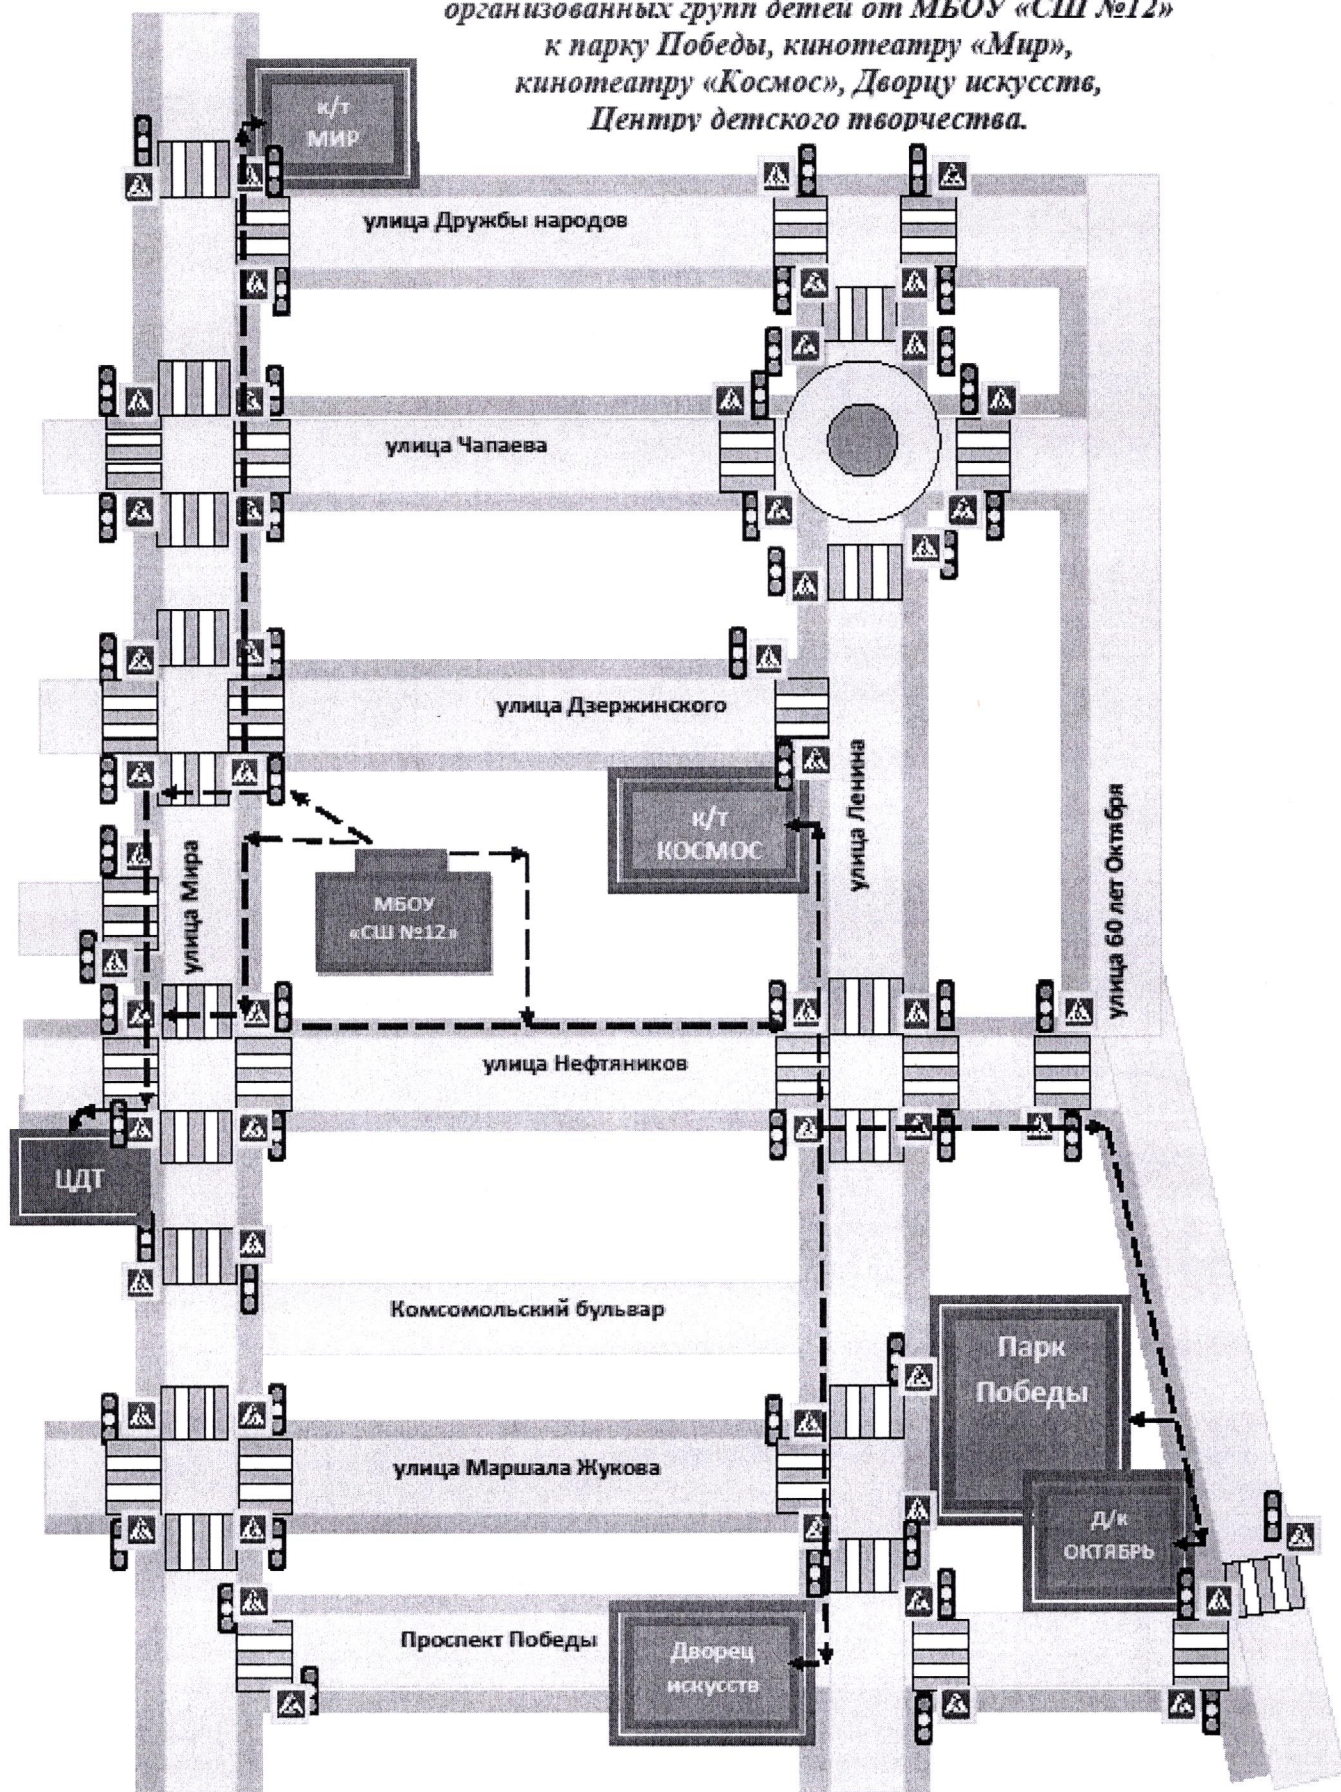 организованных групп детей от МБОУ «СШ №12»
к парку Победы, кинотеатру «Мир»,
кинотеатру «Космос», Дворцу искусств,
Центру детского творчества.
к/т
МИР
улица Дружбы народов
улица Чапаева
улица Дзержинского
к/т
КОСМОС
улица Ленина
улица 60 лет Октября
улица Мира
МБОУ
«СШ №12»
улица Нефтяников
ЦДТ
Комсомольский бульвар
Парк
Победы
улица Маршала Жукова
Д/к
ОКТЯБРЬ
Проспект Победы
Дворец
искусств